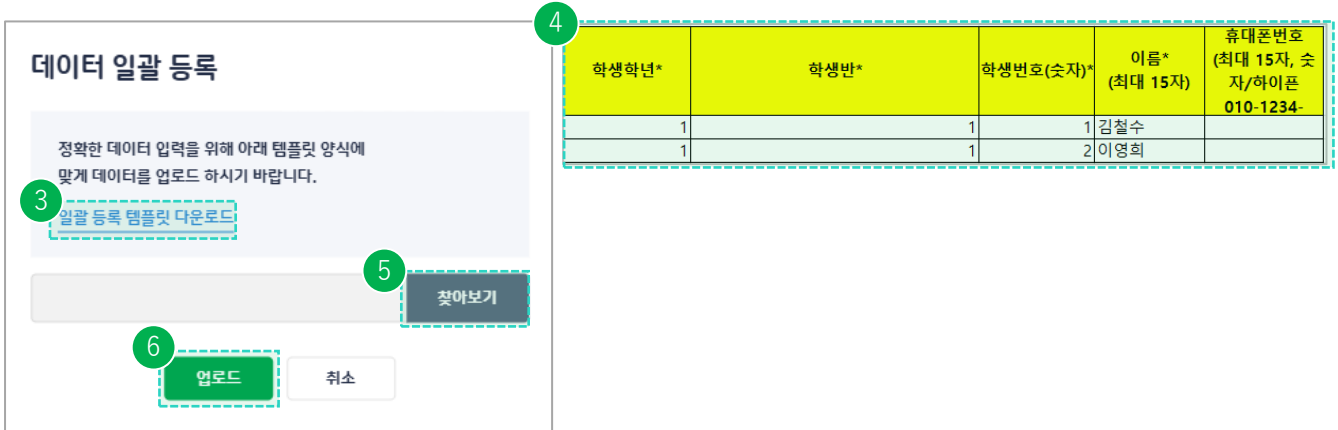 데이터 일괄 등록
정확한 데이터 입력을 위해 아래 템플릿 양식에
맞게 데이터를 업로드 하시기 바랍니다.
3
일괄 등록 템플릿 다운로드
5
찾아보기
6
업로드
취소
4
학생학년*
학생반*
학생번호(숫자)*
이름*
(최대 15자)
휴대폰번호
(최대 15자, 숫
자/하이픈
010-1234-
1 1 1 김철수
1 1 2 이영희